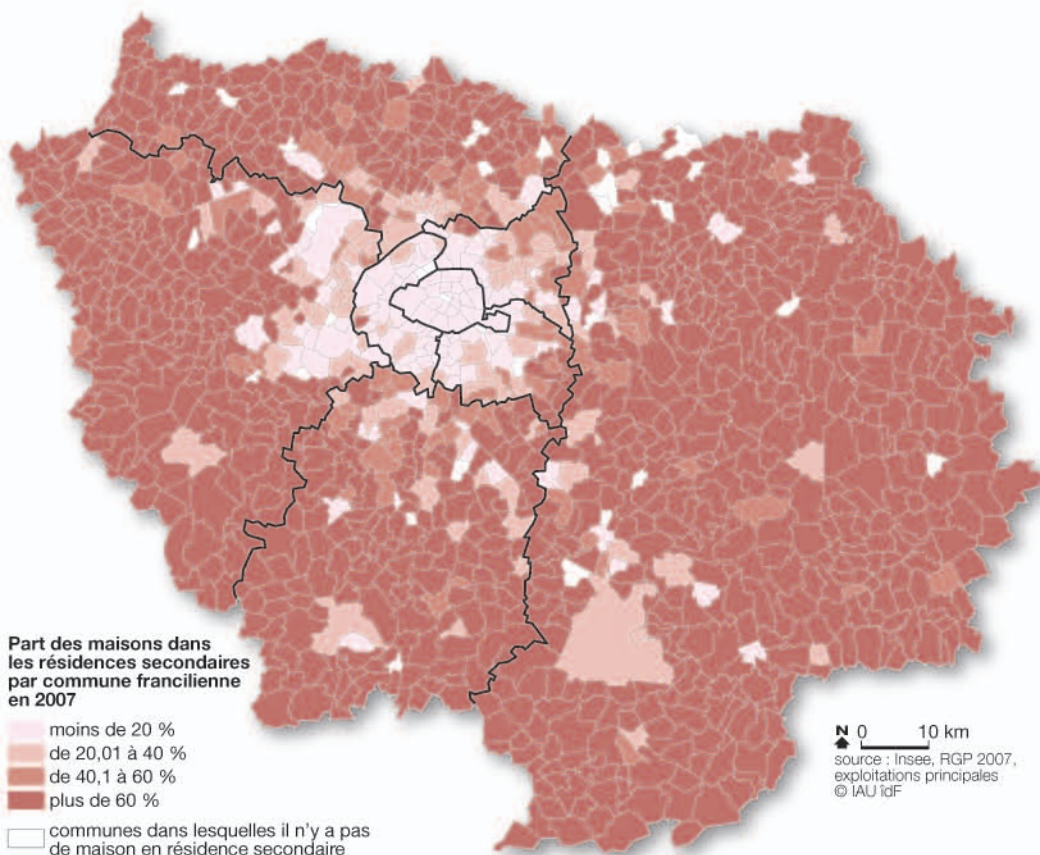 Part des maisons dans
les résidences secondaires
par commune francilienne
en 2007
moins de 20 %
de 20,01 à 40 %
de 40,1 à 60 %
plus de 60 %
communes dans lesquelles il n'y a pas
de maison en résidence secondaire
N 0 10 km
source : Insee, RGP 2007,
exploitations principales
© IAU îdF